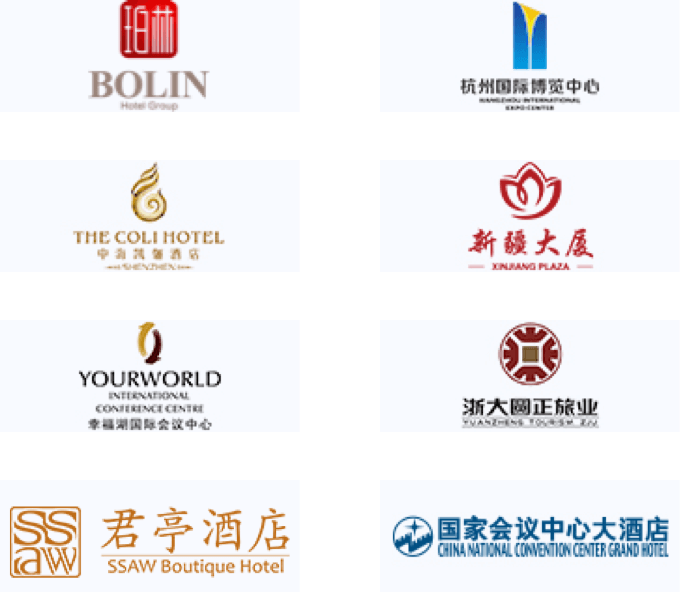 珀林
BOLIN
Hotel Group
杭州国际博览中心
HANGZHOU INTERNATIONAL
EXPO CENTER
THE COLI HOTEL
中海凯骊酒店
SHENZHEN
新疆大厦
XINJIANG PLAZA
YOURWORLD
INTERNATIONAL
CONFERENCE CENTRE
幸福湖国际会议中心
浙大圆正旅业
YUANZHENG TOURISM ZJU
SSAW
君亭酒店
SSAW Boutique Hotel
国家会议中心大酒店
CHINA NATIONAL CONVENTION CENTER GRAND HOTEL